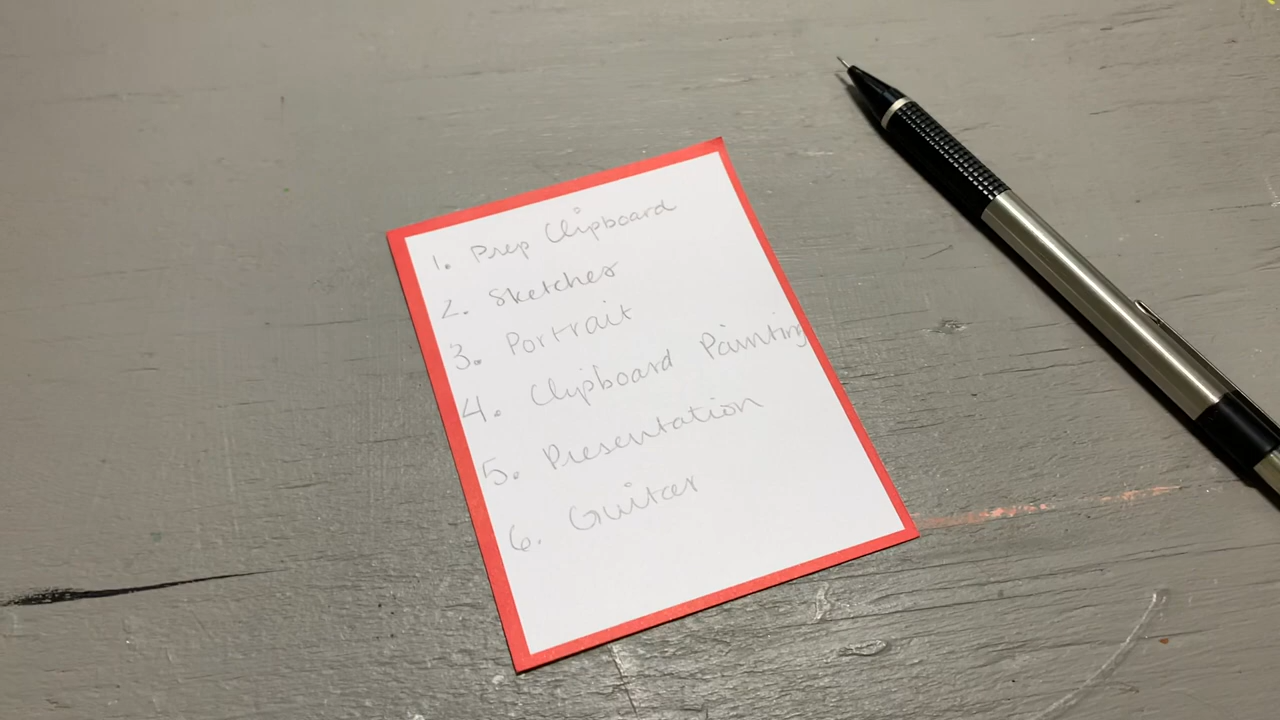 1. Prep Clipboard
2. Sketches
3. Portrait
4. Clipboard Painting
5. Presentation
6. Guitar